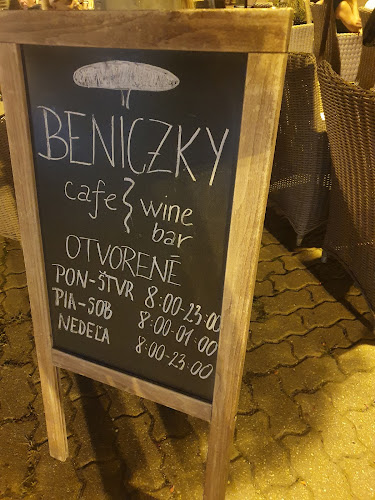 BENICZKY
cafe wine
bar
OTVORENÉ
PON-ŠTVR 8:00-23:00
PIA-SOB 8:00-01:00
NEDEĽA 8:00-23:00